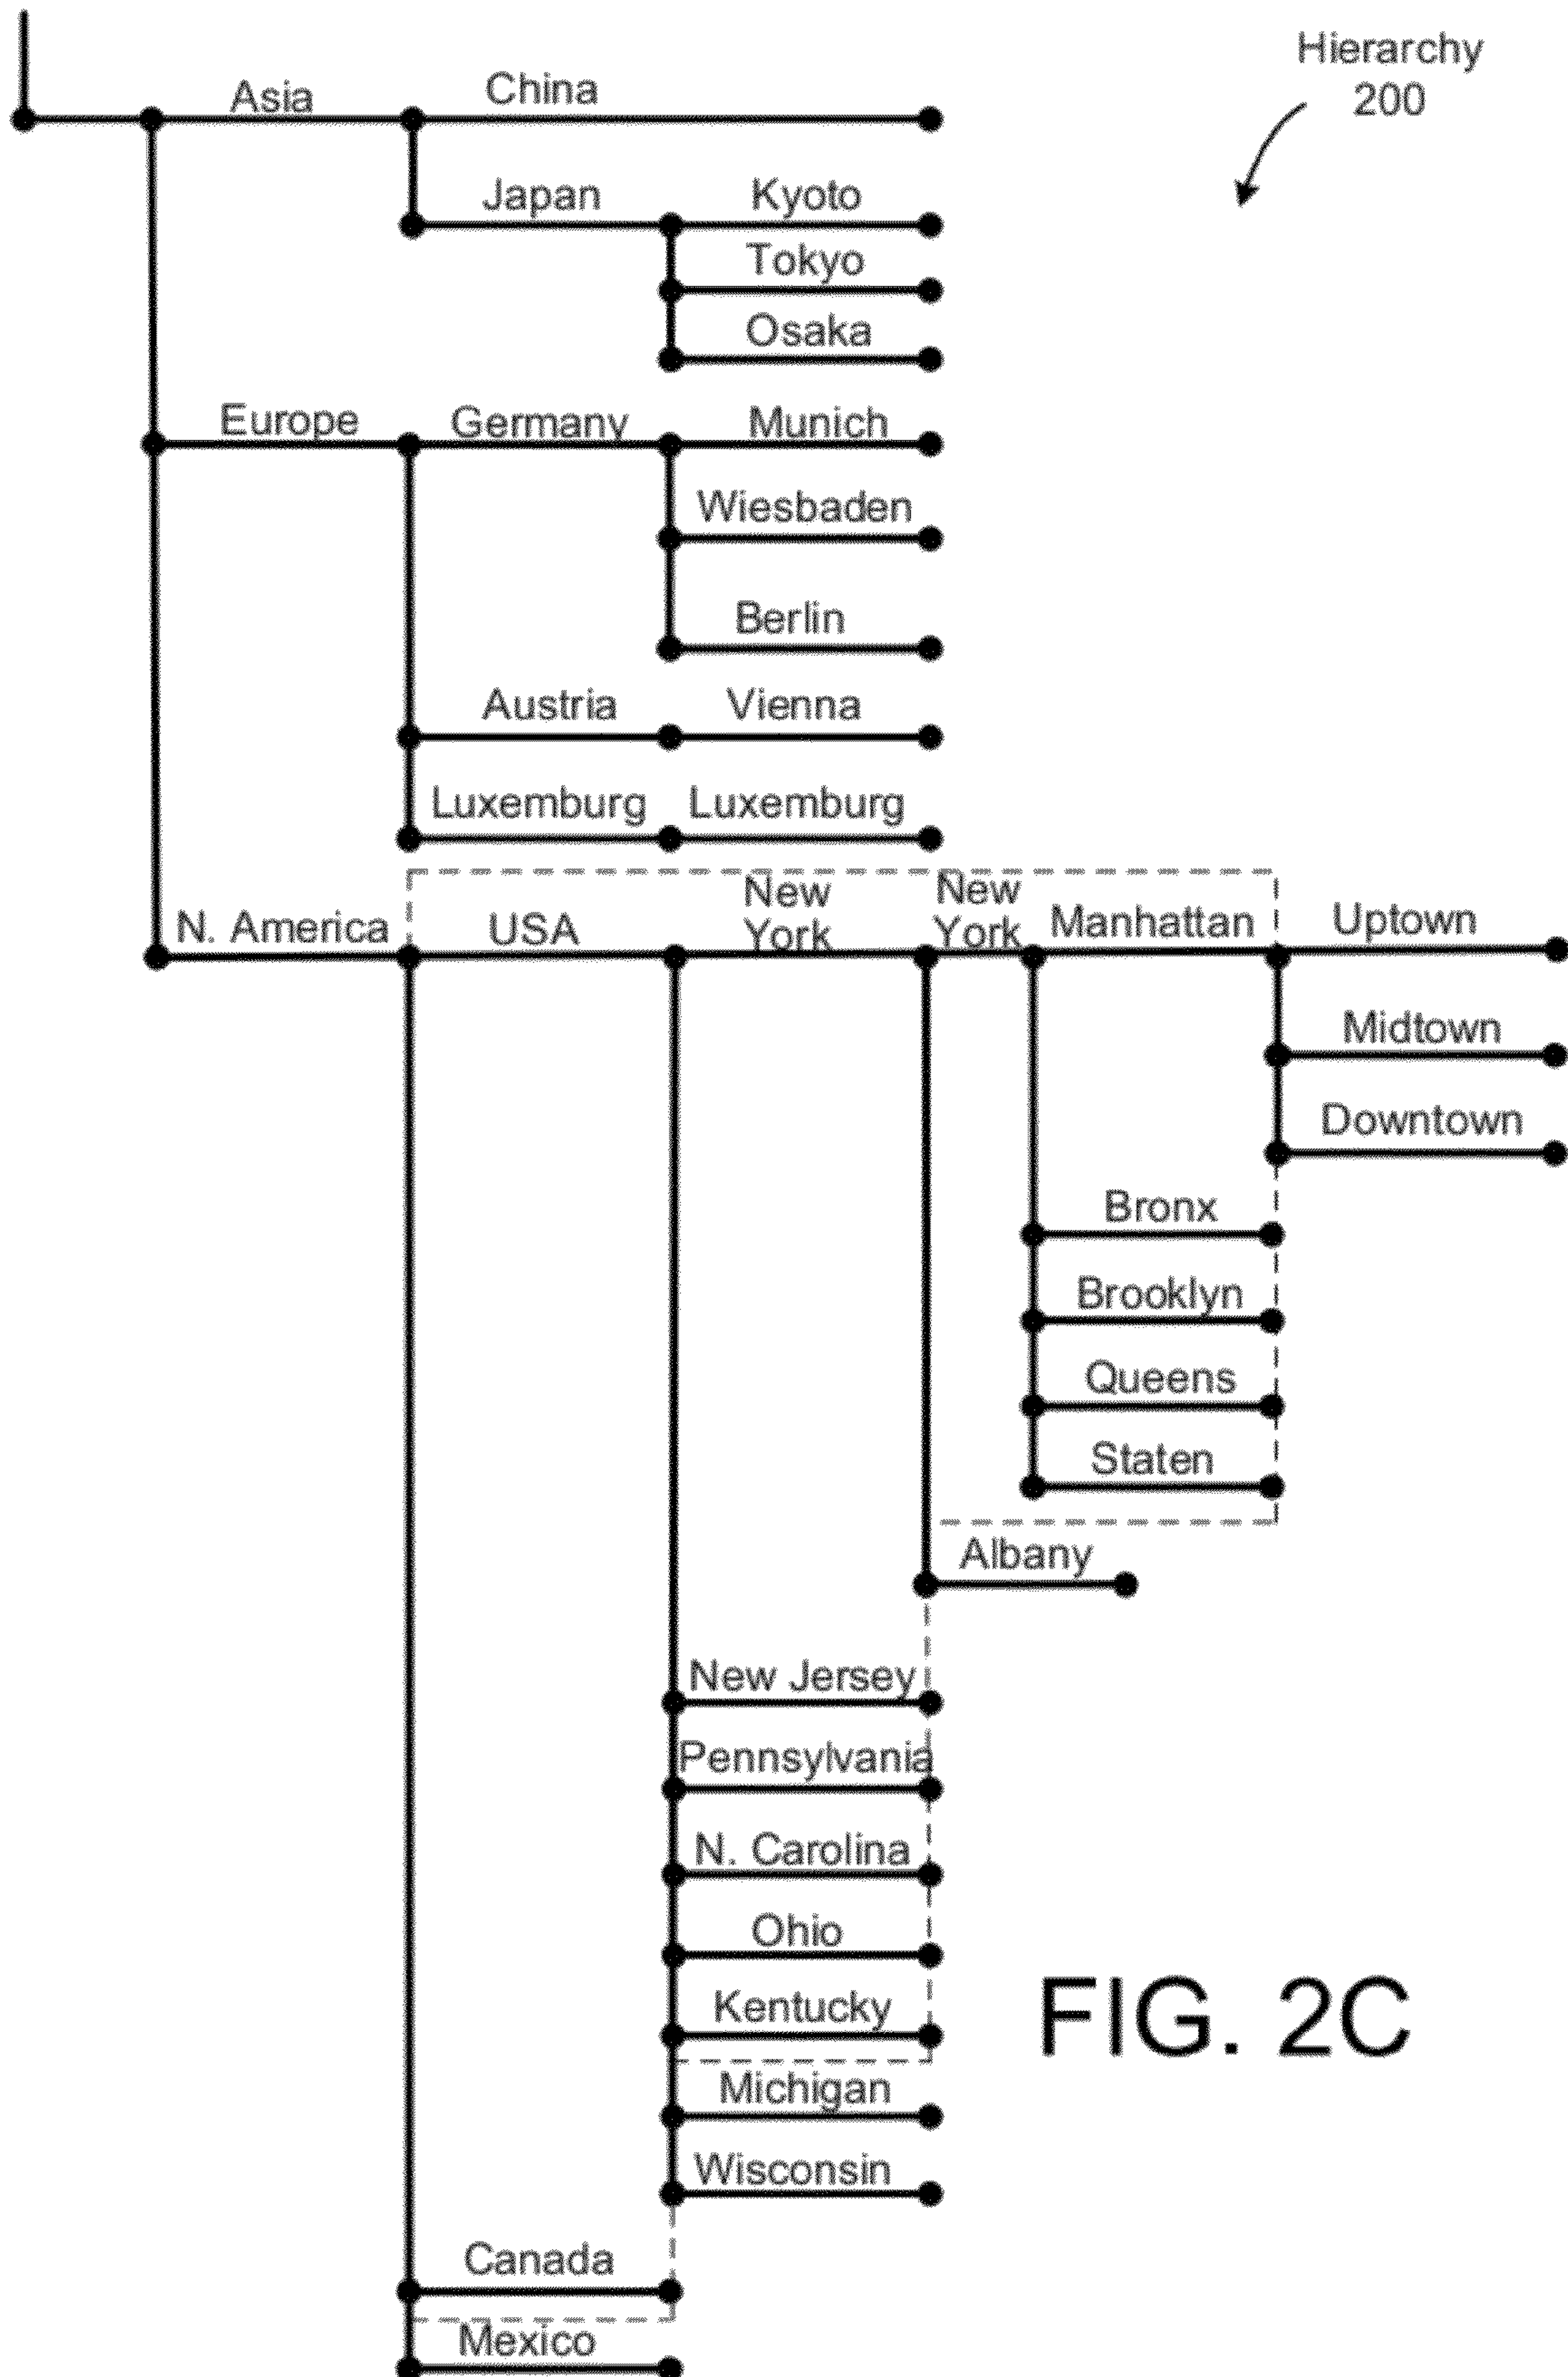 Hierarchy
200
Asia
China
Japan
Kyoto
Tokyo
Osaka
Europe
Germany
Munich
Wiesbaden
Berlin
Austria
Vienna
Luxemburg
Luxemburg
N. America
USA
New
York
New
York
Manhattan
Uptown
Midtown
Downtown
Bronx
Brooklyn
Queens
Staten
Albany
New Jersey
Pennsylvania
N. Carolina
Ohio
Kentucky
Michigan
Wisconsin
Canada
Mexico
FIG. 2C